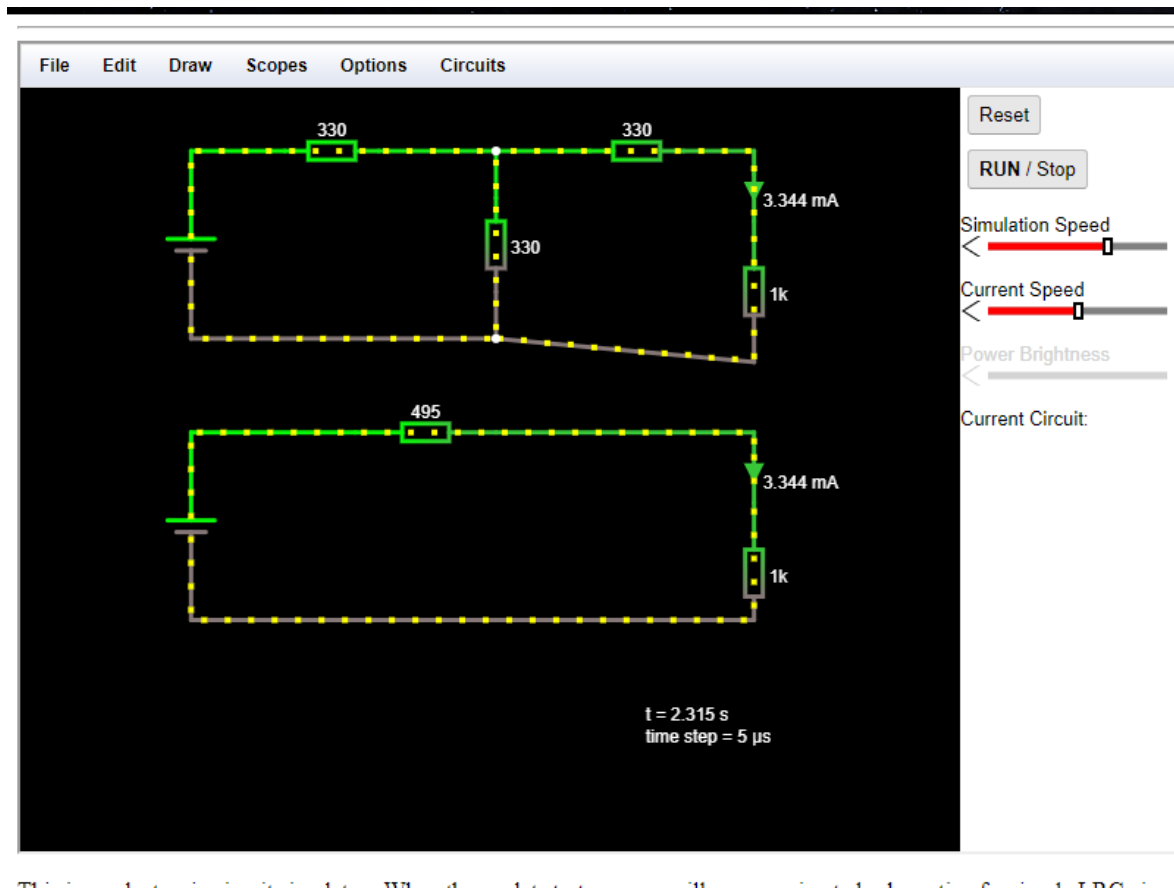 File Edit Draw Scopes Options Circuits
Reset
RUN / Stop
Simulation Speed
Current Speed
Power Brightness
Current Circuit:
330
330
3.344 mA
330
1k
495
3.344 mA
1k
t = 2.315 s
time step = 5 µs